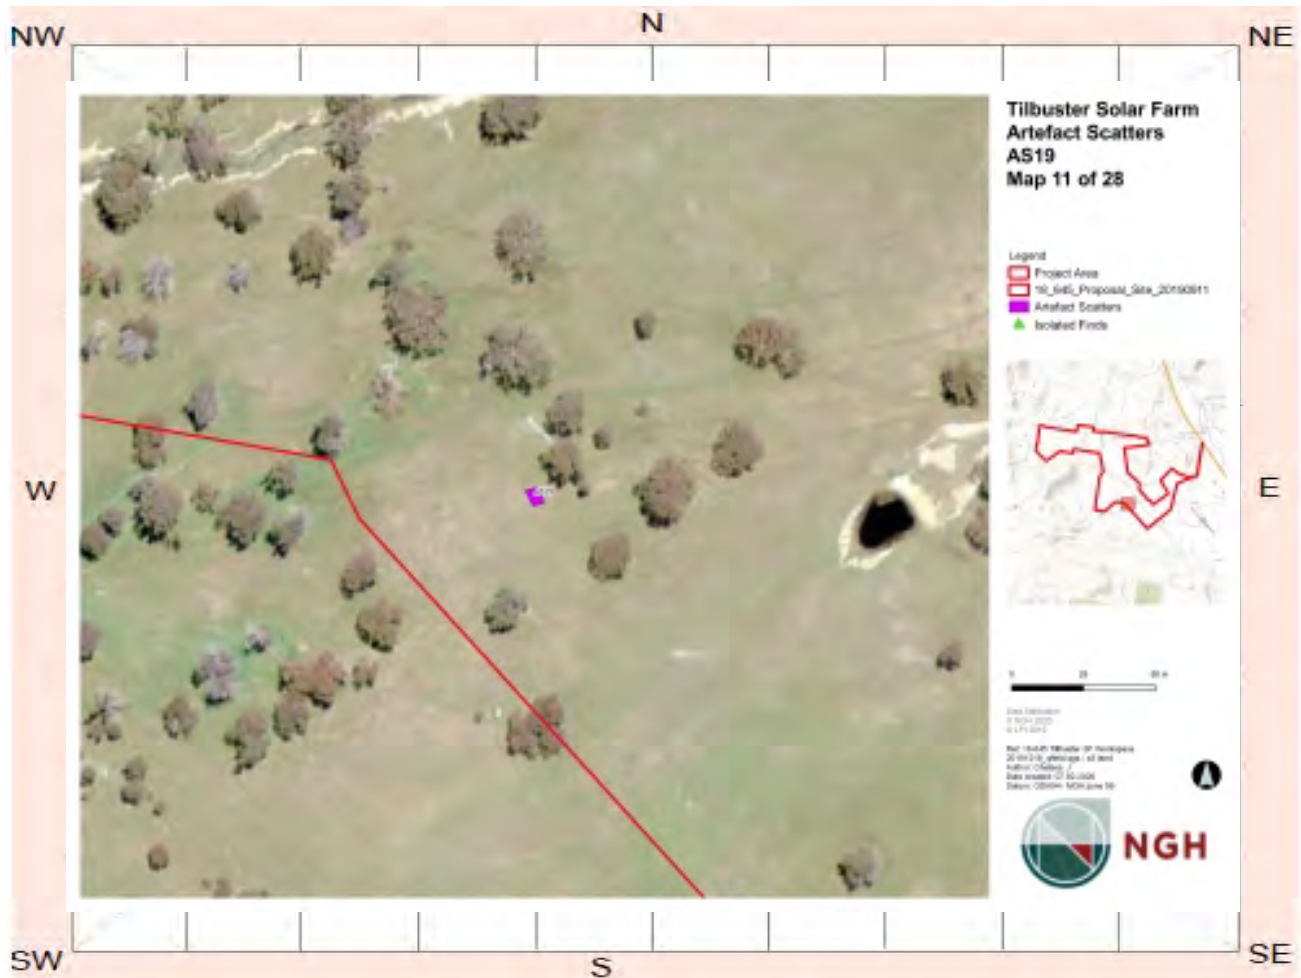 NW
N
NE
Tilbuster Solar Farm
Artefact Scatters
AS19
Map 11 of 28
Legend
Project Area
18_645_Proposal_Site_20190911
Artefact Scatters
Isolated Finds
W
E
NGH
SW
S
SE